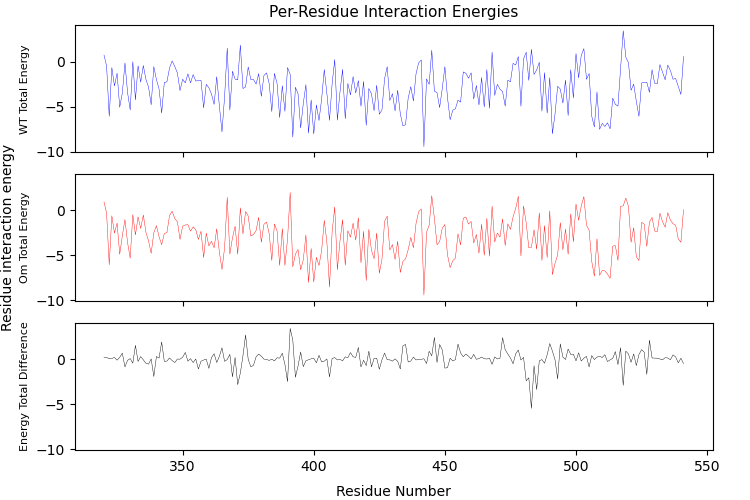 Per-Residue Interaction Energies
Residue interaction energy
WT Total Energy
0
−5
−10
Om Total Energy
0
−5
−10
Energy Total Difference
0
−5
−10
350
400
450
500
550
Residue Number